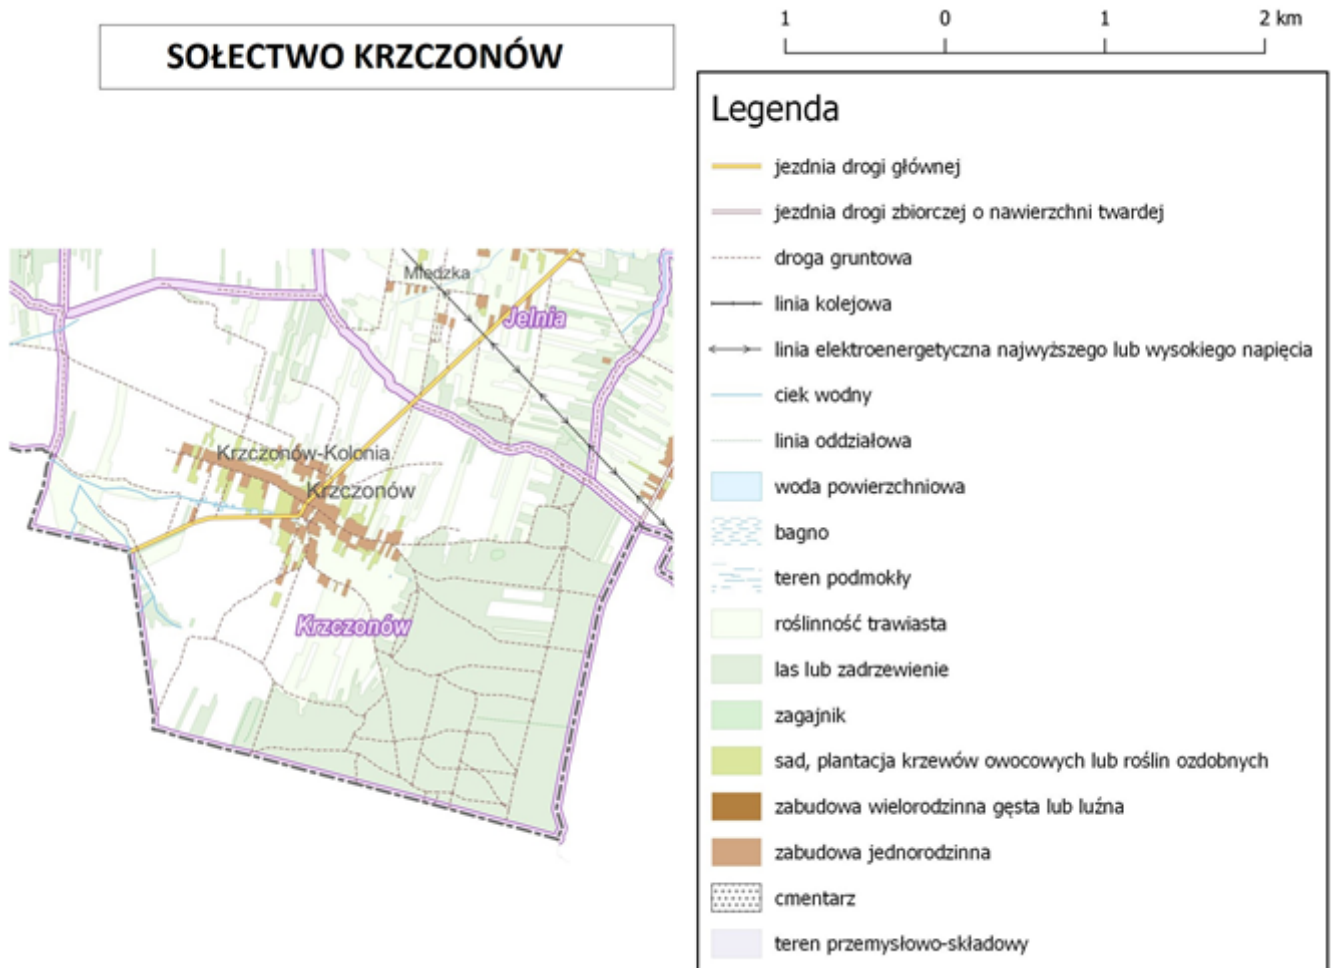 SOŁECTWO KRZCZONÓW
1 0 1 2 km
Legenda
jezdnia drogi głównej
jezdnia drogi zbiorczej o nawierzchni twardej
droga gruntowa
linia kolejowa
linia elektroenergetyczna najwyższego lub wysokiego napięcia
ciek wodny
linia oddziałowa
woda powierzchniowa
bagno
teren podmokły
roślinność trawiasta
las lub zadrzewienie
zagajnik
sad, plantacja krzewów owocowych lub roślin ozdobnych
zabudowa wielorodzinna gęsta lub luźna
zabudowa jednorodzinna
cmentarz
teren przemysłowo-składowy
Miedzka
Jelnia
Krzczonów-Kolonia
Krzczonów
Krzczonów